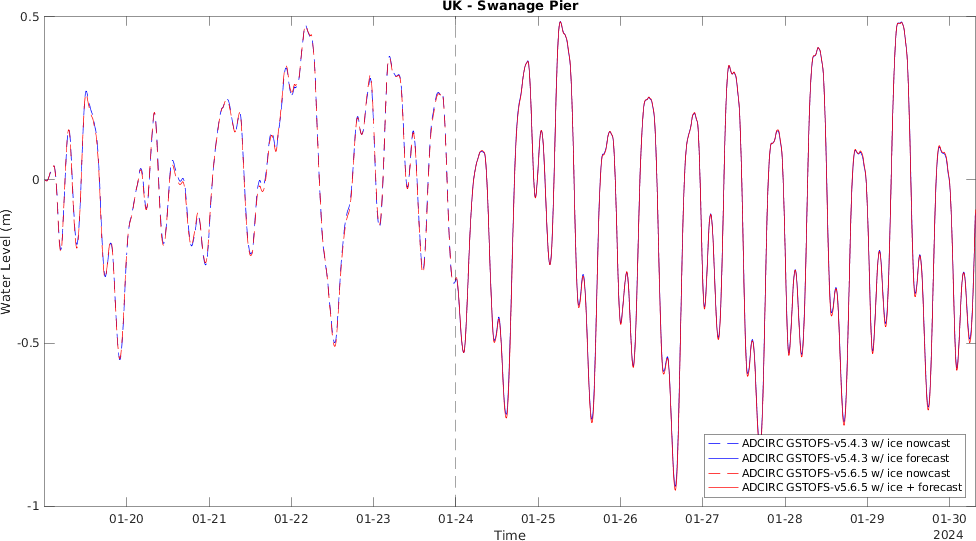 UK - Swanage Pier
0.5
0
-0.5
-1
Water Level (m)
01-20 01-21 01-22 01-23 01-24 01-25 01-26 01-27 01-28 01-29 01-30
Time
2024
ADCIRC GSTOFS-v5.4.3 w/ ice nowcast
ADCIRC GSTOFS-v5.4.3 w/ ice forecast
ADCIRC GSTOFS-v5.6.5 w/ ice nowcast
ADCIRC GSTOFS-v5.6.5 w/ ice + forecast